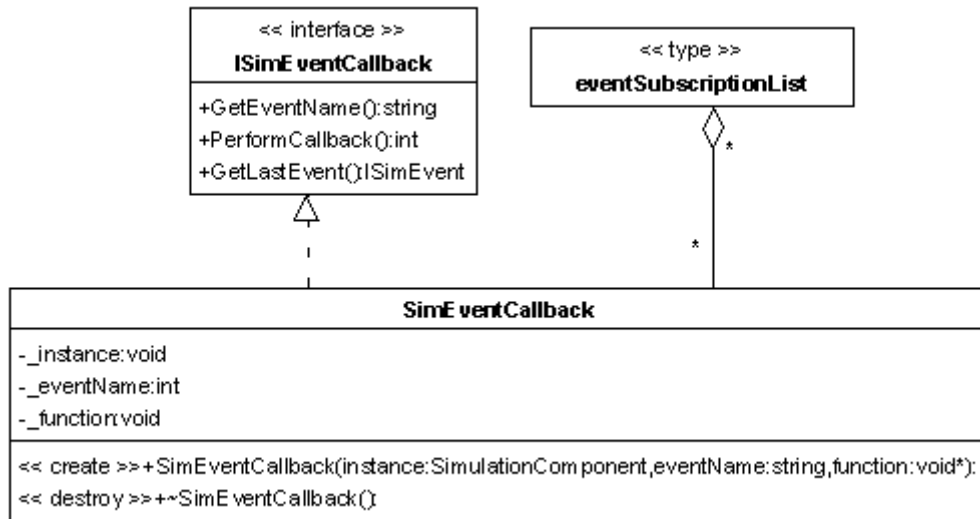 << interface >>
ISimEventCallback
+GetEventName():string
+PerformCallback():int
+GetLastEvent():ISimEvent
<< type >>
eventSubscriptionList
*
*
SimEventCallback
-_instance:void
-_eventName:int
-_function:void
<< create >>+SimEventCallback(instance:SimulationComponent,eventName:string,function:void*):
<< destroy >>+~SimEventCallback():